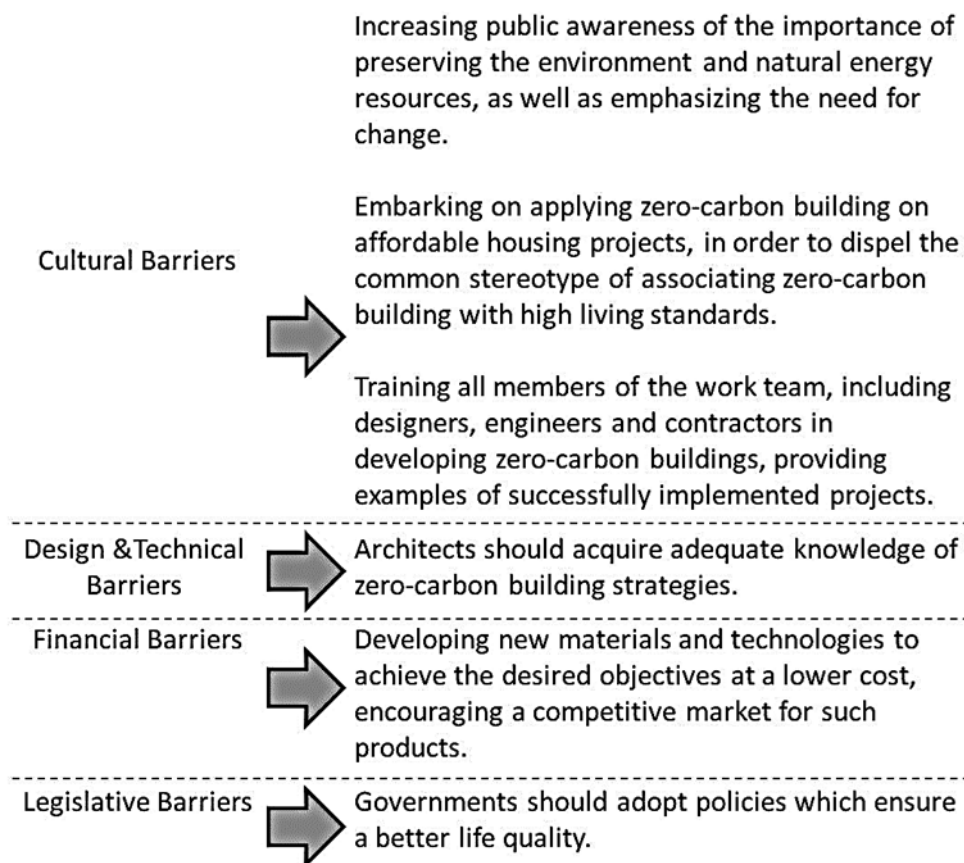 Increasing public awareness of the importance of
preserving the environment and natural energy
resources, as well as emphasizing the need for
change.
Cultural Barriers
Embarking on applying zero-carbon building on
affordable housing projects, in order to dispel the
common stereotype of associating zero-carbon
building with high living standards.
Training all members of the work team, including
designers, engineers and contractors in
developing zero-carbon buildings, providing
examples of successfully implemented projects.
Design &Technical
Barriers
Architects should acquire adequate knowledge of
zero-carbon building strategies.
Financial Barriers
Developing new materials and technologies to
achieve the desired objectives at a lower cost,
encouraging a competitive market for such
products.
Legislative Barriers
Governments should adopt policies which ensure
a better life quality.